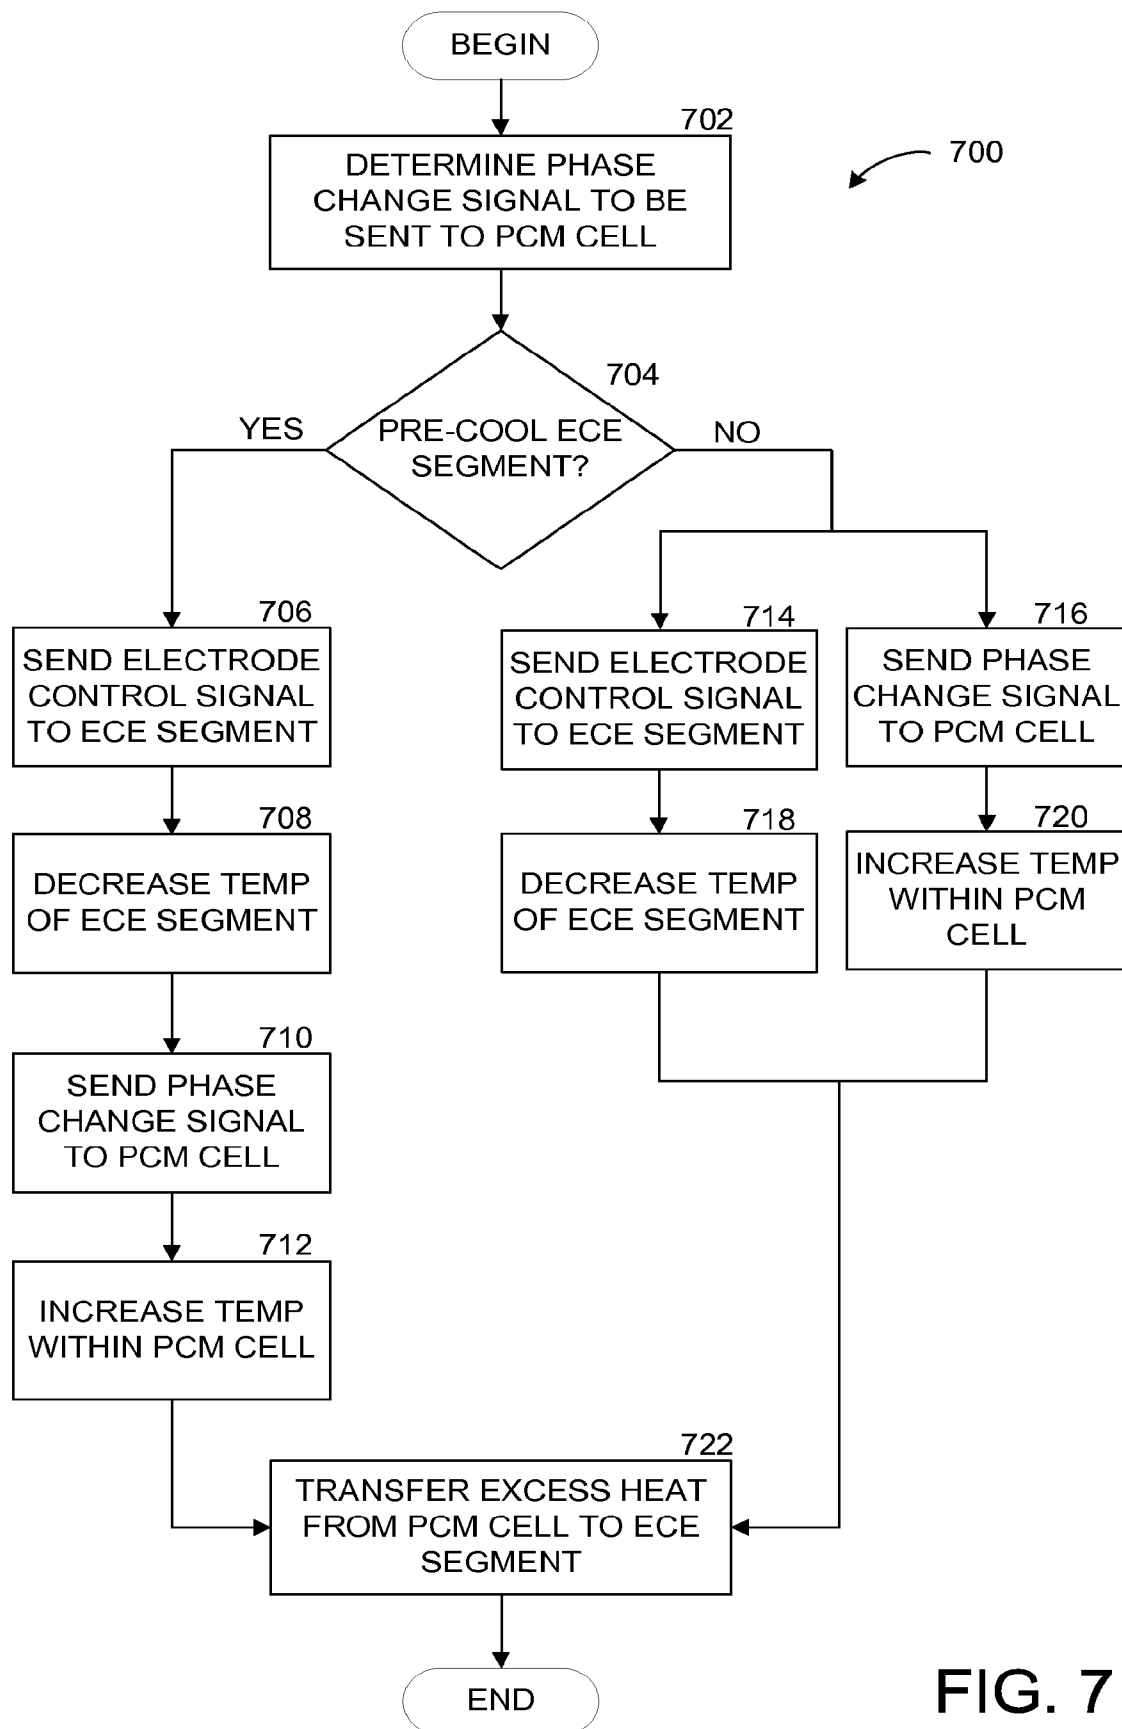 BEGIN
702
DETERMINE PHASE
CHANGE SIGNAL TO BE
SENT TO PCM CELL
700
704
PRE-COOL ECE
SEGMENT?
YES
NO
706
SEND ELECTRODE
CONTROL SIGNAL
TO ECE SEGMENT
714
SEND ELECTRODE
CONTROL SIGNAL
TO ECE SEGMENT
716
SEND PHASE
CHANGE SIGNAL
TO PCM CELL
708
DECREASE TEMP
OF ECE SEGMENT
718
DECREASE TEMP
OF ECE SEGMENT
720
INCREASE TEMP
WITHIN PCM
CELL
710
SEND PHASE
CHANGE SIGNAL
TO PCM CELL
712
INCREASE TEMP
WITHIN PCM CELL
722
TRANSFER EXCESS HEAT
FROM PCM CELL TO ECE
SEGMENT
END
FIG. 7